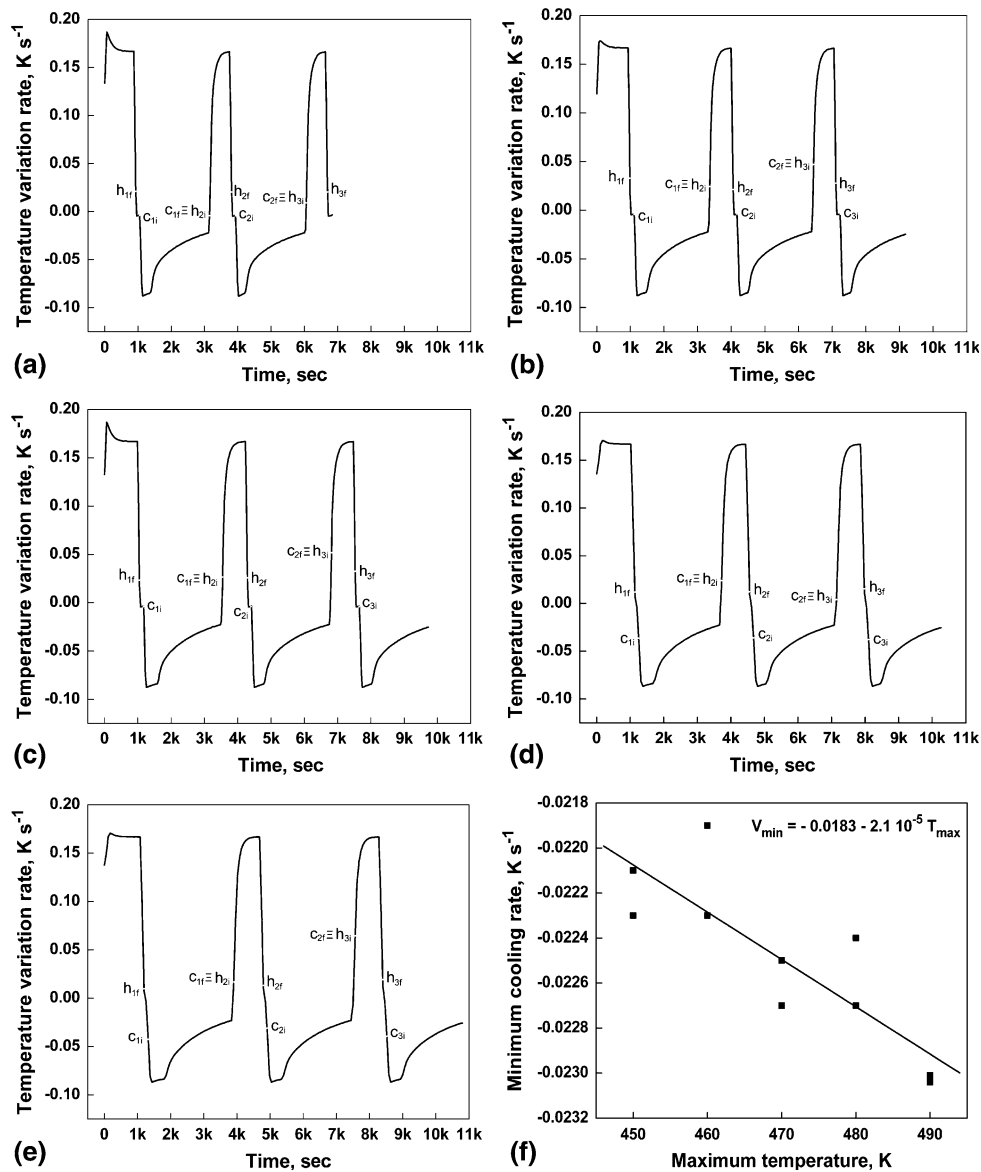 0.20
0.15
0.10
0.05
0.00
-0.05
-0.10
Temperature variation rate, K s-1
h1f
c1i
c1f≡h2i
h2f
c2i
c2f≡h3i
h3f
0 1k 2k 3k 4k 5k 6k 7k 8k 9k 10k 11k
Time, sec
(a)
0.20
0.15
0.10
0.05
0.00
-0.05
-0.10
Temperature variation rate, K s-1
h1f
c1i
c1f≡h2i
h2f
c2i
c2f≡h3i
h3f
c3i
0 1k 2k 3k 4k 5k 6k 7k 8k 9k 10k 11k
Time, sec
(b)
0.20
0.15
0.10
0.05
0.00
-0.05
-0.10
Temperature variation rate, K s-1
h1f
c1i
c1f≡h2i
h2f
c2i
c2f≡h3i
h3f
c3i
0 1k 2k 3k 4k 5k 6k 7k 8k 9k 10k 11k
Time, sec
(c)
0.20
0.15
0.10
0.05
0.00
-0.05
-0.10
Temperature variation rate, K s-1
h1f
c1i
c1f≡h2i
h2f
c2i
c2f≡h3i
h3f
c3i
0 1k 2k 3k 4k 5k 6k 7k 8k 9k 10k 11k
Time, sec
(d)
0.20
0.15
0.10
0.05
0.00
-0.05
-0.10
Temperature variation rate, K s-1
h1f
c1i
c1f≡h2i
h2f
c2i
c2f≡h3i
h3f
c3i
0 1k 2k 3k 4k 5k 6k 7k 8k 9k 10k 11k
Time, sec
(e)
-0.0218
-0.0220
-0.0222
-0.0224
-0.0226
-0.0228
-0.0230
-0.0232
Minimum cooling rate, K s-1
Vmin = - 0.0183 - 2.1 10-5 Tmax
450 460 470 480 490
Maximum temperature, K
(f)